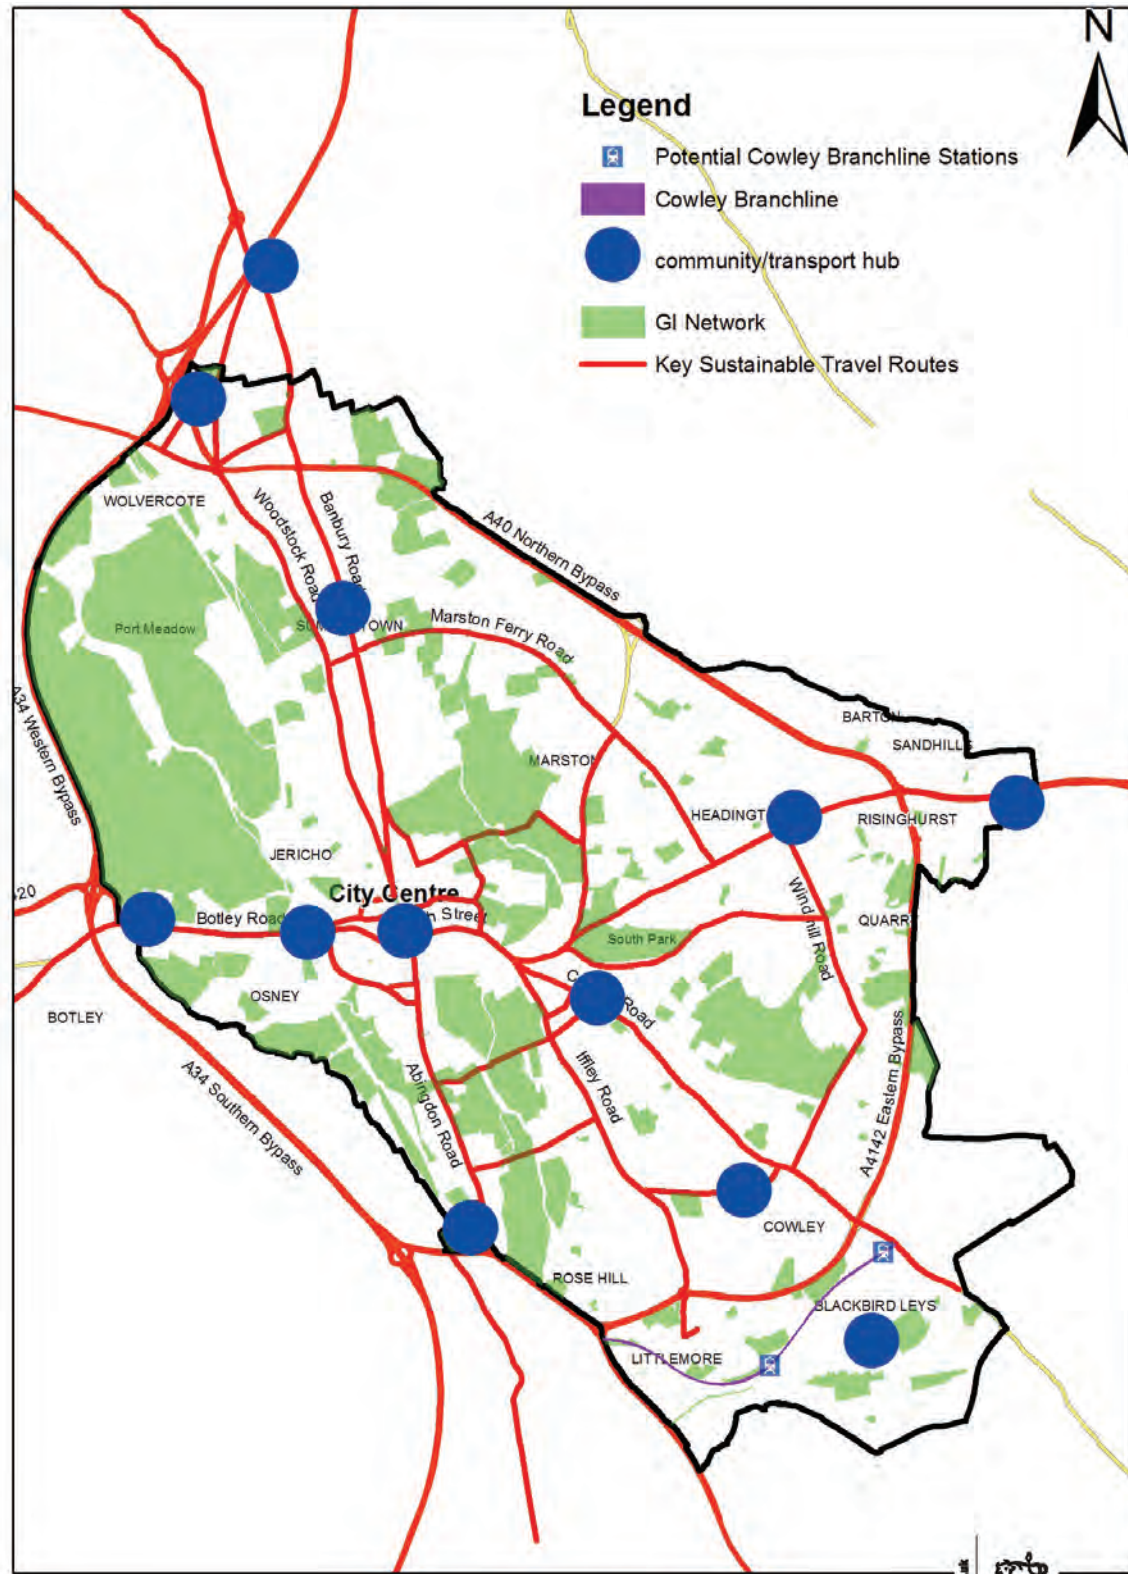 N
Legend
Potential Cowley Branchline Stations
Cowley Branchline
community/transport hub
GI Network
Key Sustainable Travel Routes
WOLVERCOTE
Woodstock Road
Banbury Road
A40 Northern Bypass
Port Meadow
TOWN
Marston Ferry Road
A34 Western Bypass
BARTON
SANDHILLS
MARSTON
HEADINGT
RISINGHURST
JERICHO
City Centre
Botley Road
Street
Windmill Road
QUARR
South Park
OSNEY
Road
BOTLEY
Iffley Road
Abingdon Road
A34 Southern Bypass
A4142 Eastern Bypass
COWLEY
ROSE HILL
BLACKBIRD LEYS
LITTLEMORE